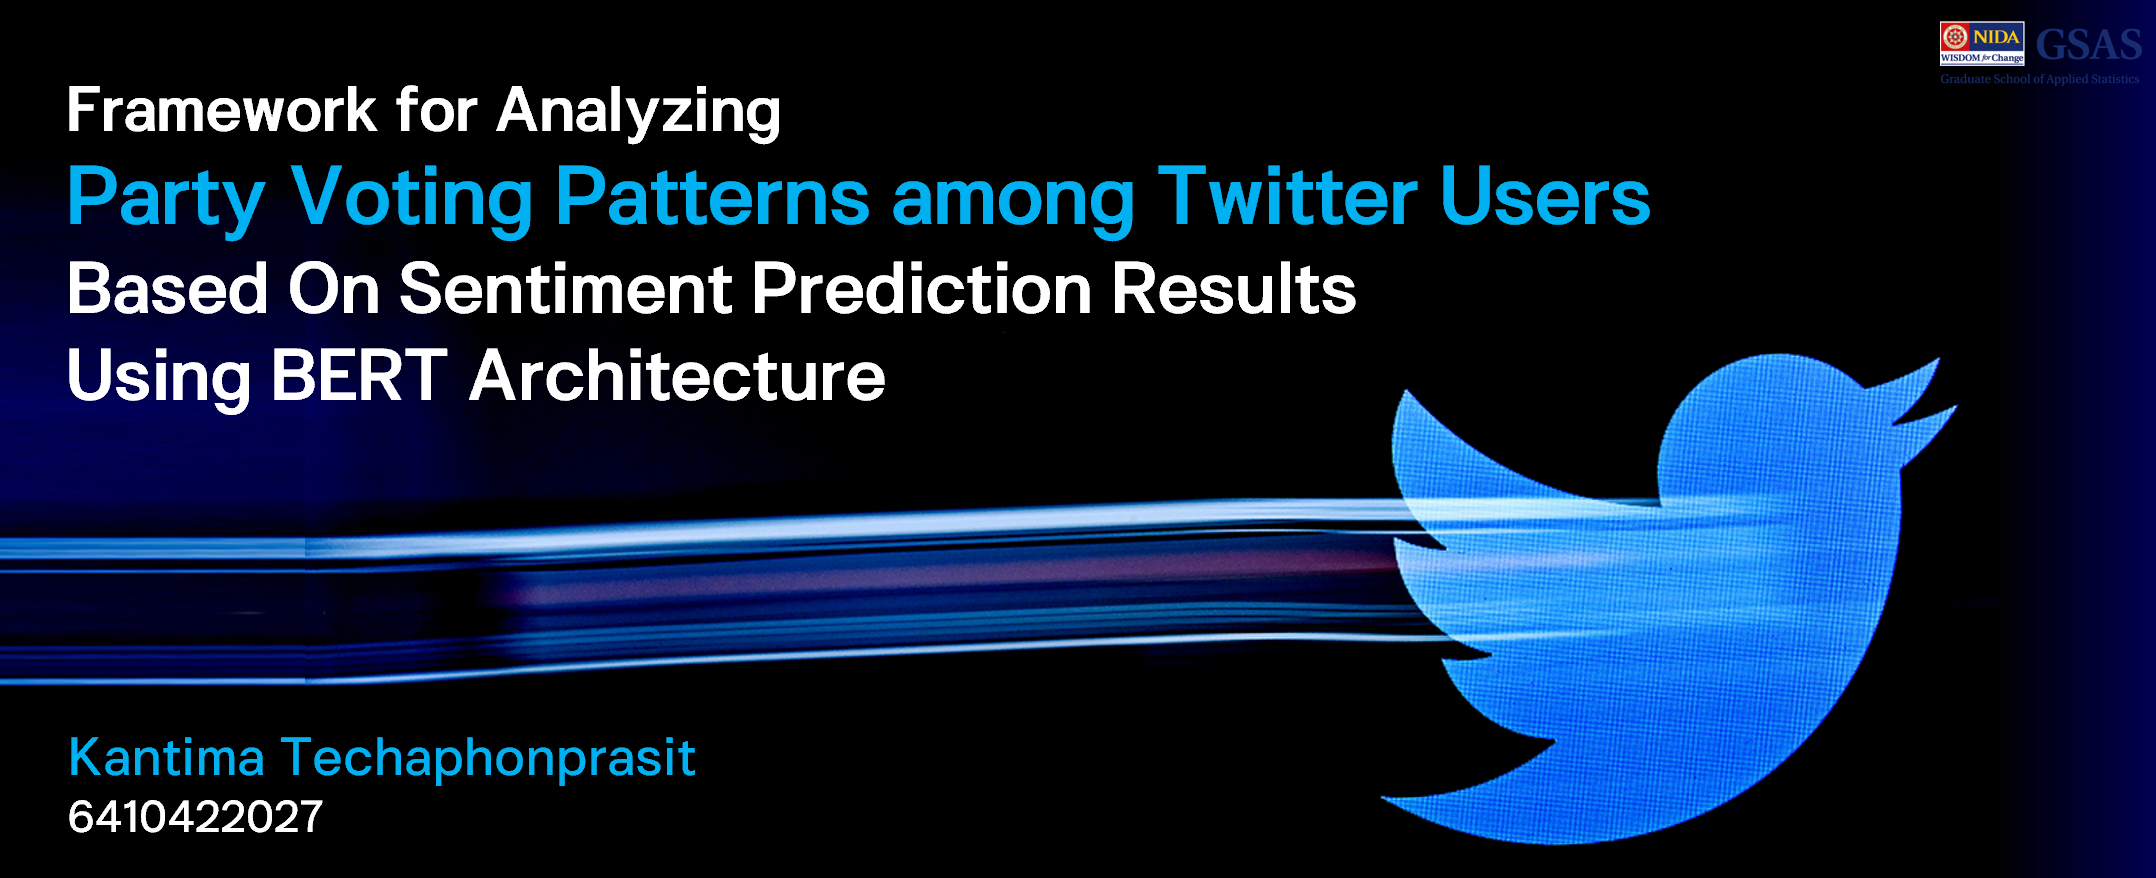 NIDA
WISDOM for Change
GSAS
Graduate School of Applied Statistics
Framework for Analyzing
Party Voting Patterns among Twitter Users
Based On Sentiment Prediction Results
Using BERT Architecture
Kantima Techaphonprasit
6410422027